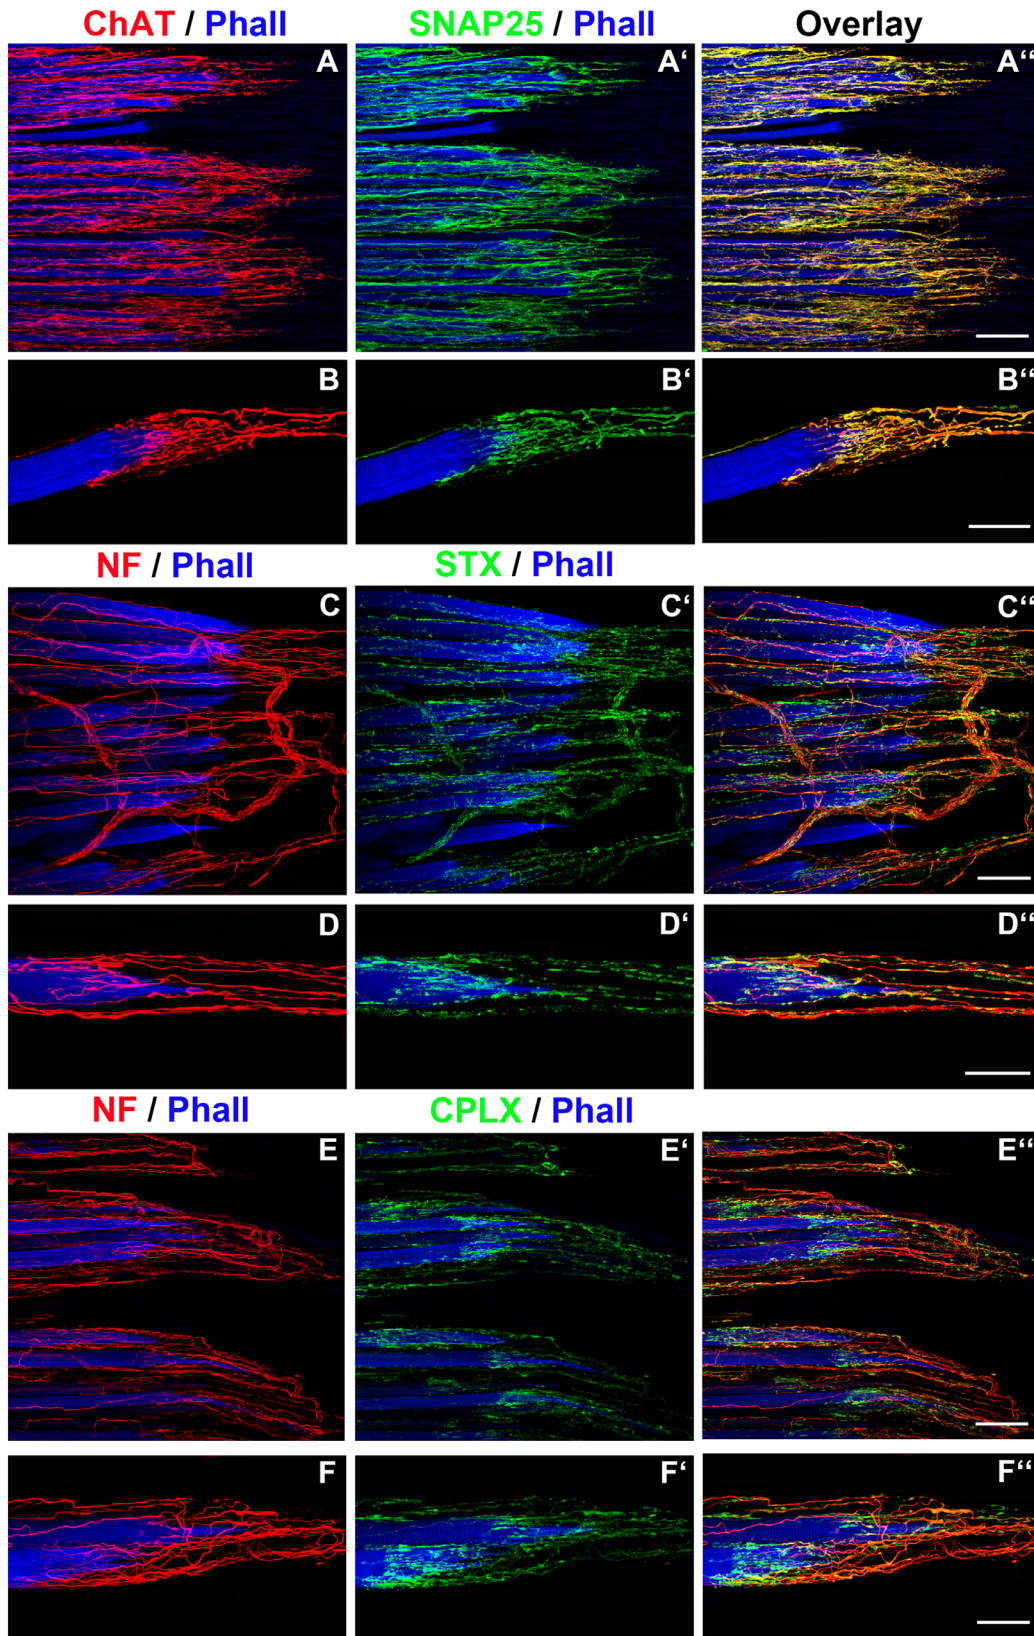 ChAT / Phall SNAP25 / Phall Overlay
A A‘ A“
B B‘ B“
NF / Phall STX / Phall
C C‘ C“
D D‘ D“
NF / Phall CPLX / Phall
E E‘ E“
F F‘ F“